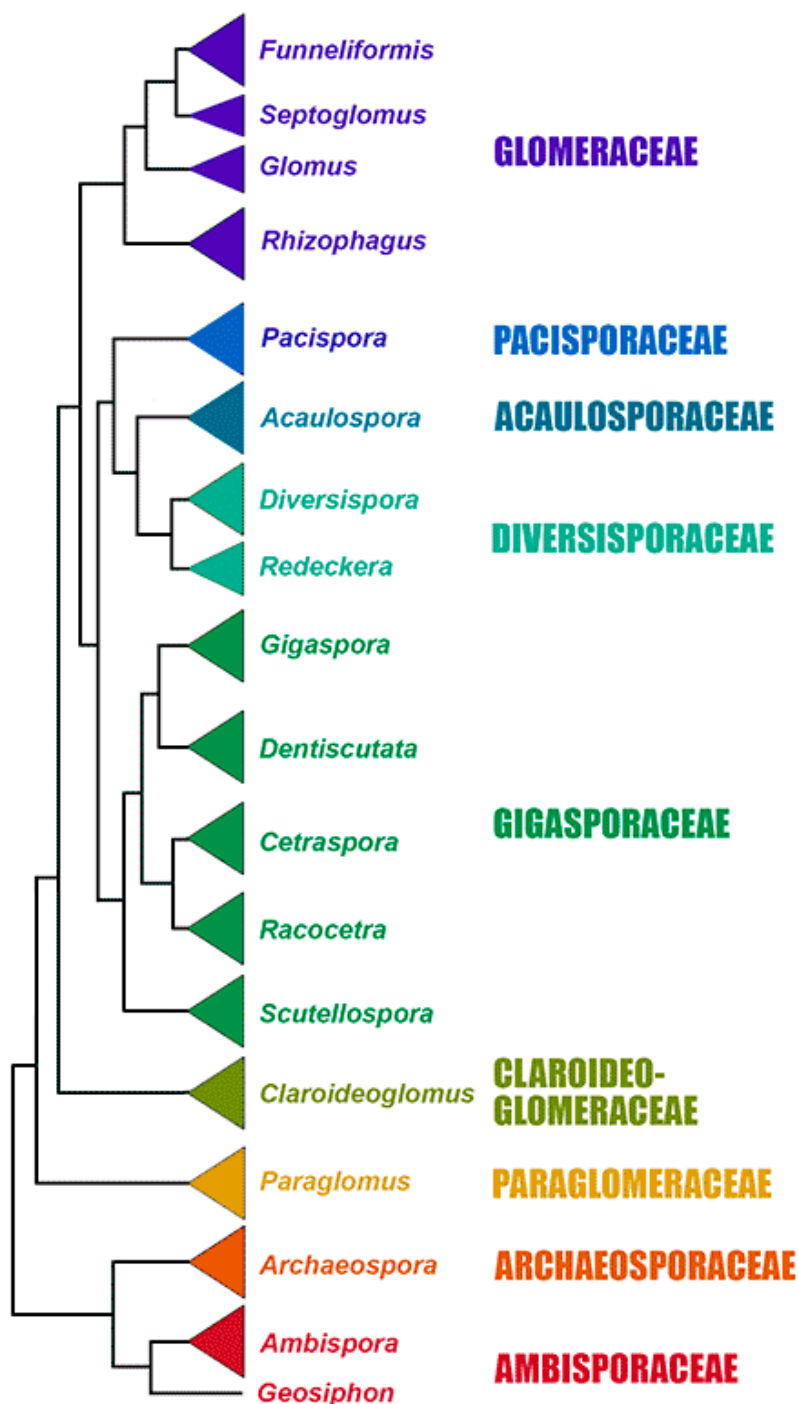 Funneliformis
Septoglomus
GLOMERACEAE
Glomus
Rhizophagus
Pacispora
PACISPORACEAE
Acaulospora
ACAULOSPORACEAE
Diversispora
DIVERSISPORACEAE
Redeckera
Gigaspora
Dentiscutata
GIGASPORACEAE
Cetraspora
Racocetra
Scutellospora
Claroideoglomus
CLAROIDEO-
GLOMERACEAE
Paraglomus
PARAGLOMERACEAE
Archaeospora
ARCHAEOSPORACEAE
Ambispora
AMBISPORACEAE
Geosiphon